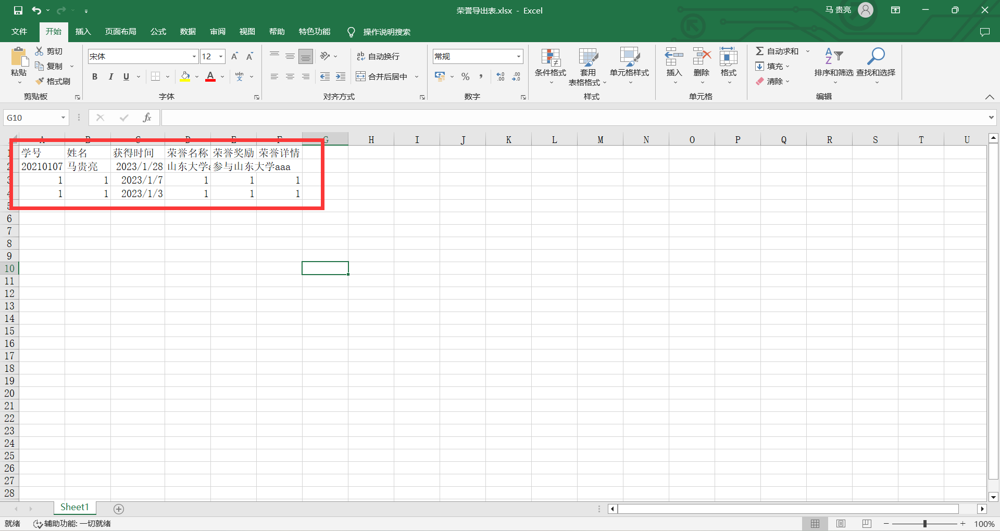 荣誉导出表.xlsx - Excel
马 贵亮
文件 开始 插入 页面布局 公式 数据 审阅 视图 帮助 特色功能 操作说明搜索
粘贴
剪切
复制
格式刷
剪贴板
宋体 12
B I U A wén 文
字体
ab 自动换行
合并后居中
对齐方式
常规
% ,
数字
条件格式 套用 表格格式 单元格样式
样式
插入 删除 格式
单元格
自动求和
填充
清除
排序和筛选 查找和选择
编辑
G10 fx
A B C D E F G H I J K L M N O P Q R S T U
1 学号 姓名 获得时间 荣誉名称 荣誉奖励 荣誉详情
2 20210107 马贵亮 2023/1/28 山东大学a 参与山东大学aaa
3 1 1 2023/1/7 1 1 1
4 1 1 2023/1/3 1 1 1
5
6
7
8
9
10
11
12
13
14
15
16
17
18
19
20
21
22
23
24
25
26
27
28
Sheet1
就绪 辅助功能: 一切就绪 100%